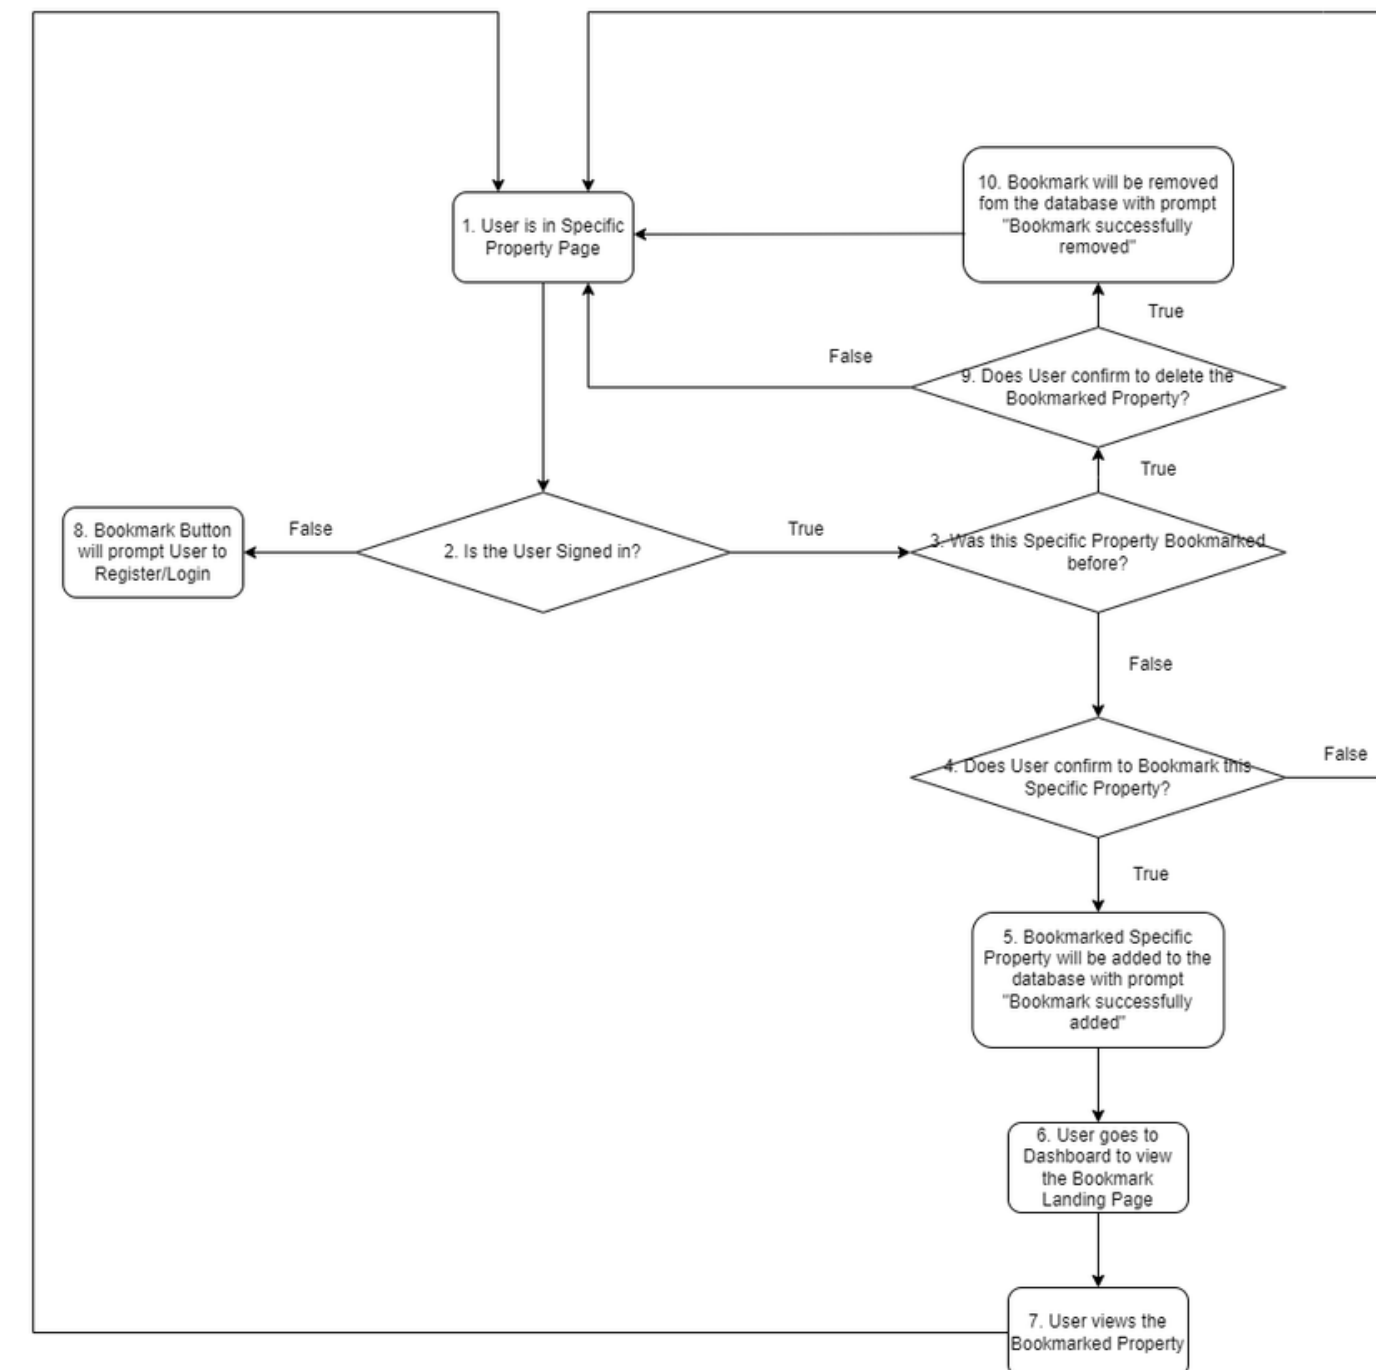 10. Bookmark will be removed
fom the database with prompt
"Bookmark successfully
removed"
1. User is in Specific
Property Page
True
False
9. Does User confirm to delete the
Bookmarked Property?
True
8. Bookmark Button
will prompt User to
Register/Login
False
2. Is the User Signed in?
True
3. Was this Specific Property Bookmarked
before?
False
4. Does User confirm to Bookmark this
Specific Property?
False
True
5. Bookmarked Specific
Property will be added to the
database with prompt
"Bookmark successfully
added"
6. User goes to
Dashboard to view
the Bookmark
Landing Page
7. User views the
Bookmarked Property